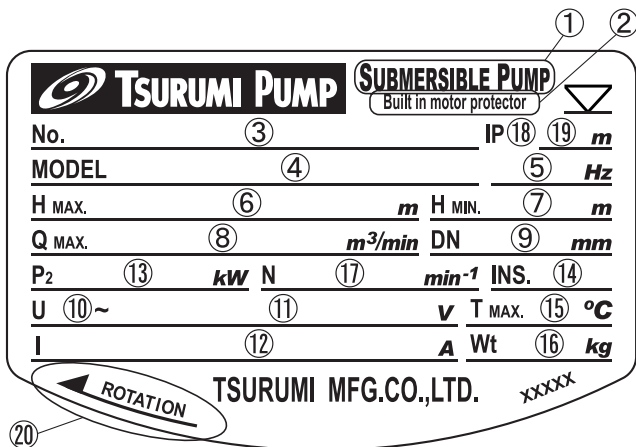 ① ②
TSURUMI PUMP SUBMERSIBLE PUMP
Built in motor protector
No. ③ IP ⑱ ⑲ m
MODEL ④ ⑤ Hz
H MAX. ⑥ m H MIN. ⑦ m
Q MAX. ⑧ m³/min DN ⑨ mm
P₂ ⑬ kW N ⑰ min⁻¹ INS. ⑭
U ⑩~ ⑪ V T MAX. ⑮ ºC
I ⑫ A Wt ⑯ kg
ROTATION TSURUMI MFG.CO.,LTD. XXXXX
⑳